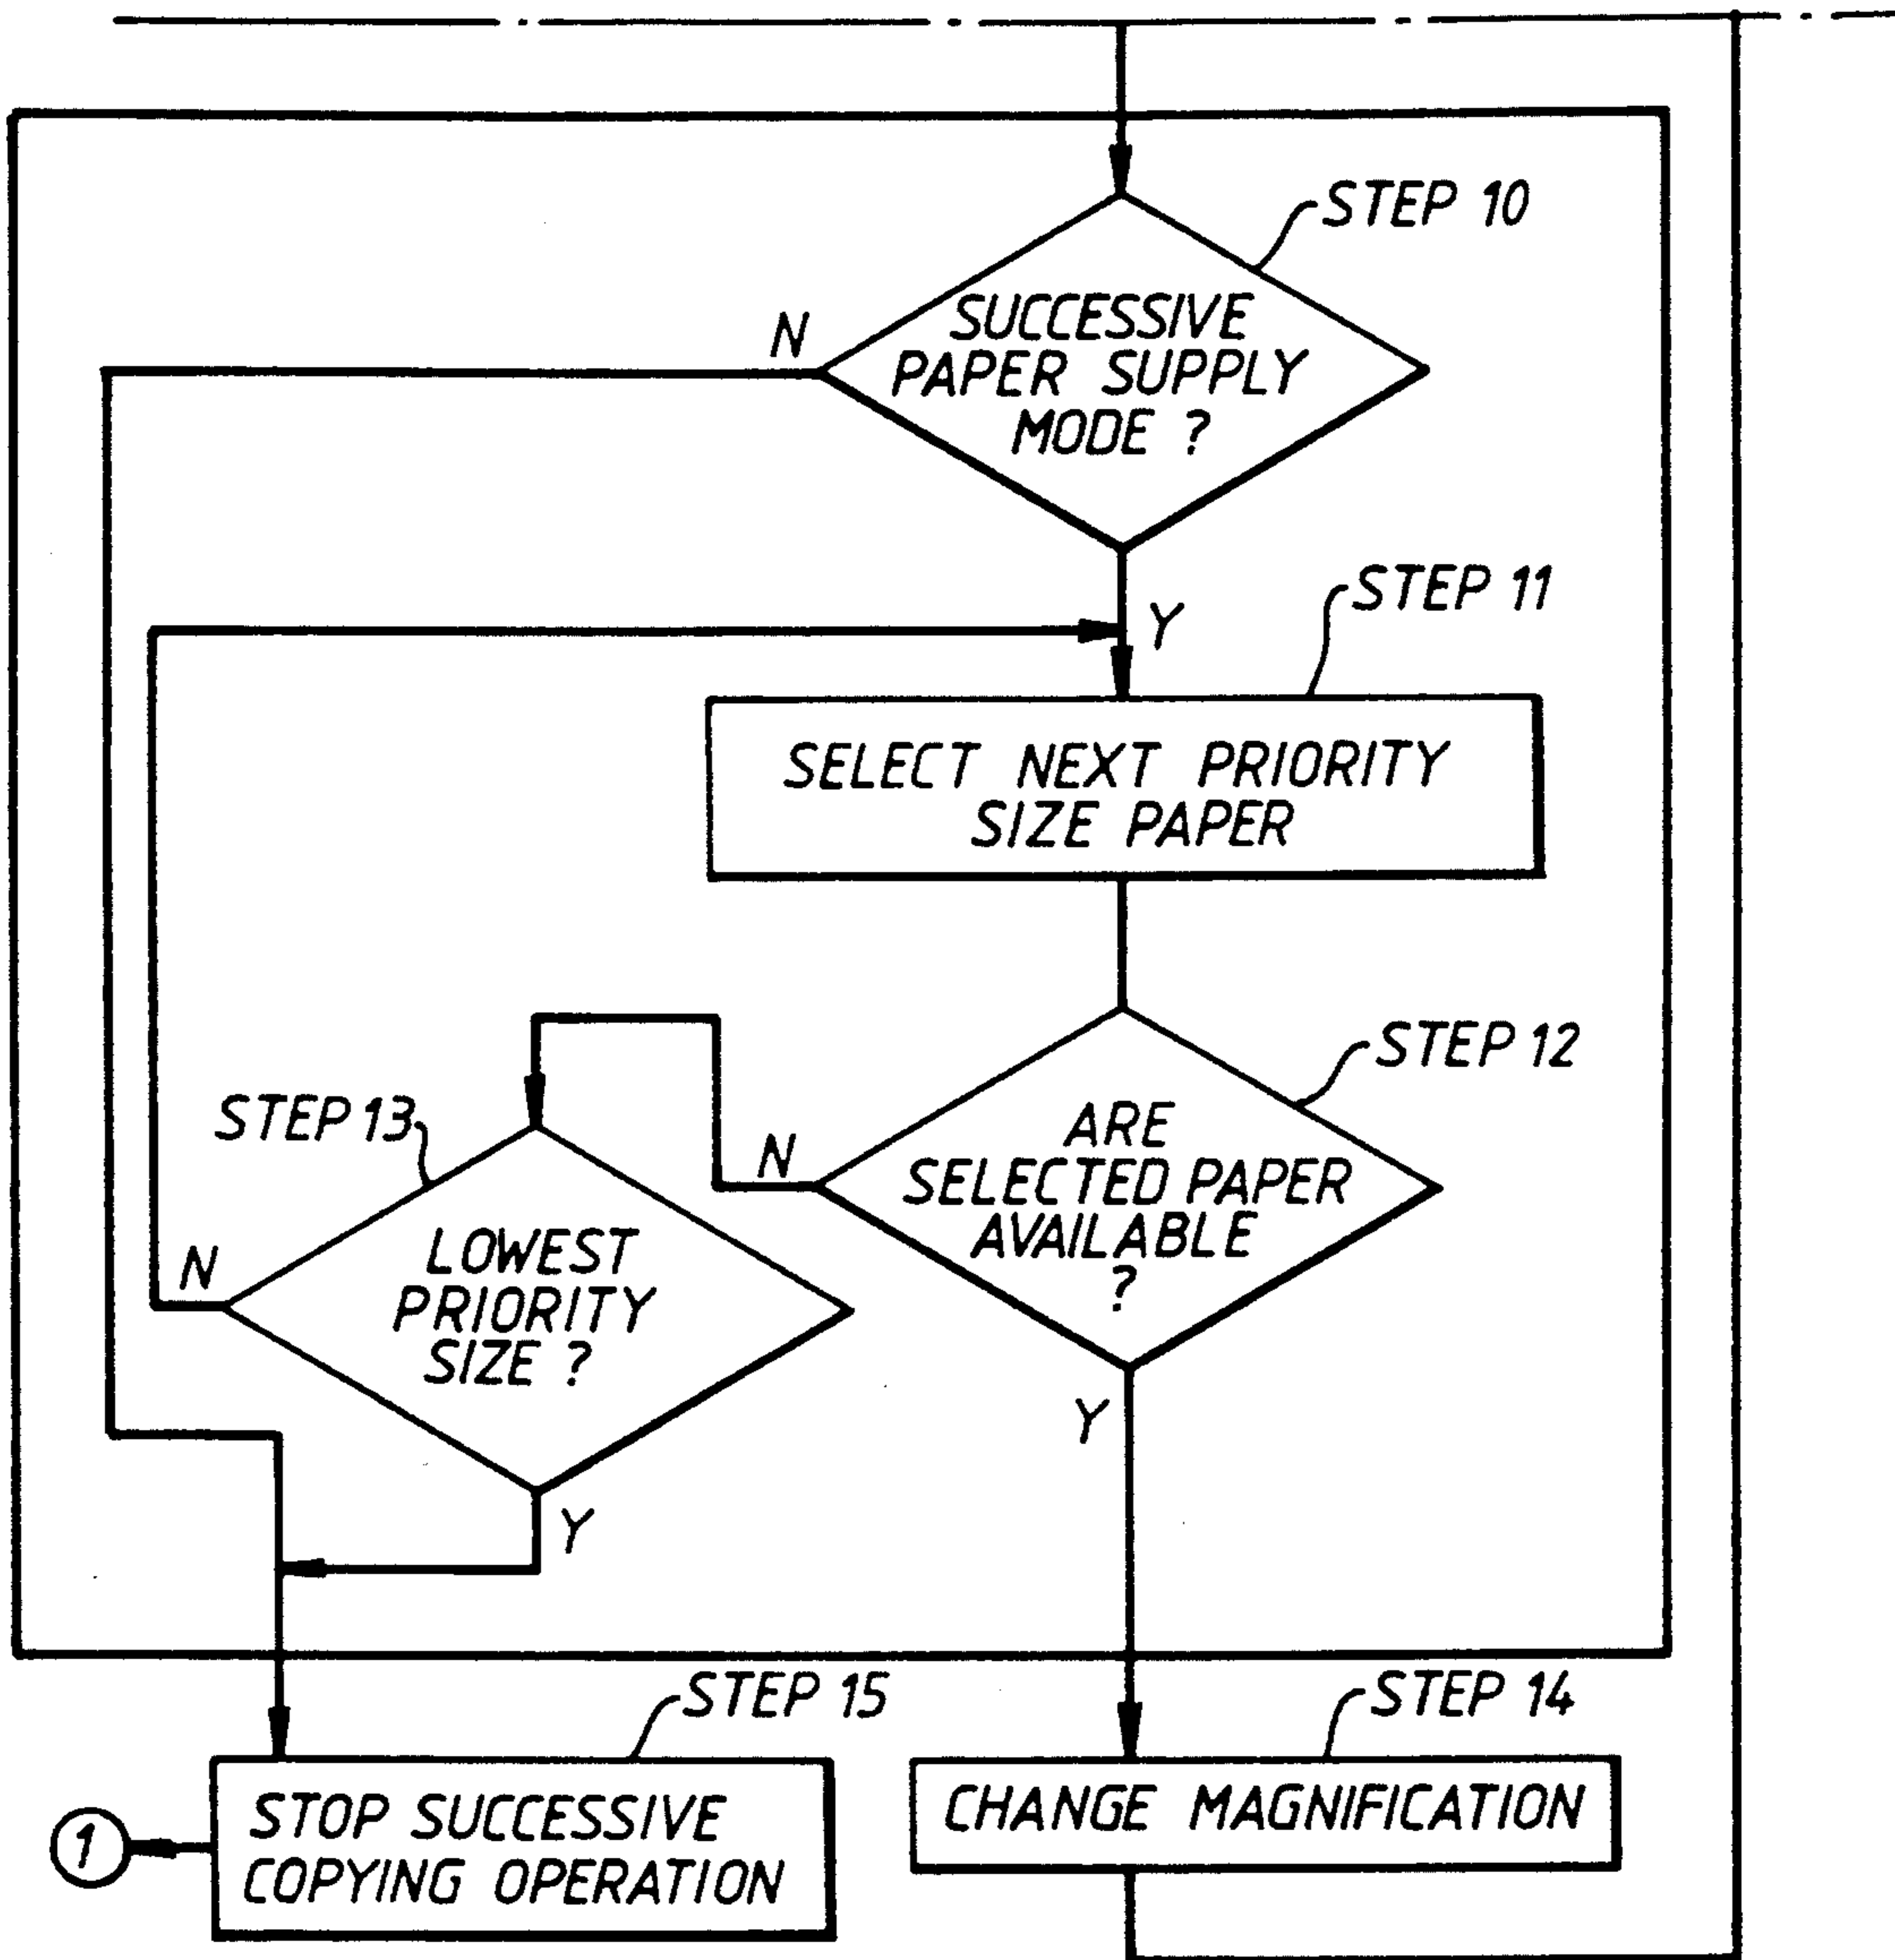 STEP 10
N
SUCCESSIVE
PAPER SUPPLY
MODE ?
STEP 11
Y
SELECT NEXT PRIORITY
SIZE PAPER
STEP 12
STEP 13
N
ARE
SELECTED PAPER
AVAILABLE
?
N
LOWEST
PRIORITY
SIZE ?
Y
Y
STEP 15
STEP 14
STOP SUCCESSIVE
COPYING OPERATION
CHANGE MAGNIFICATION
1